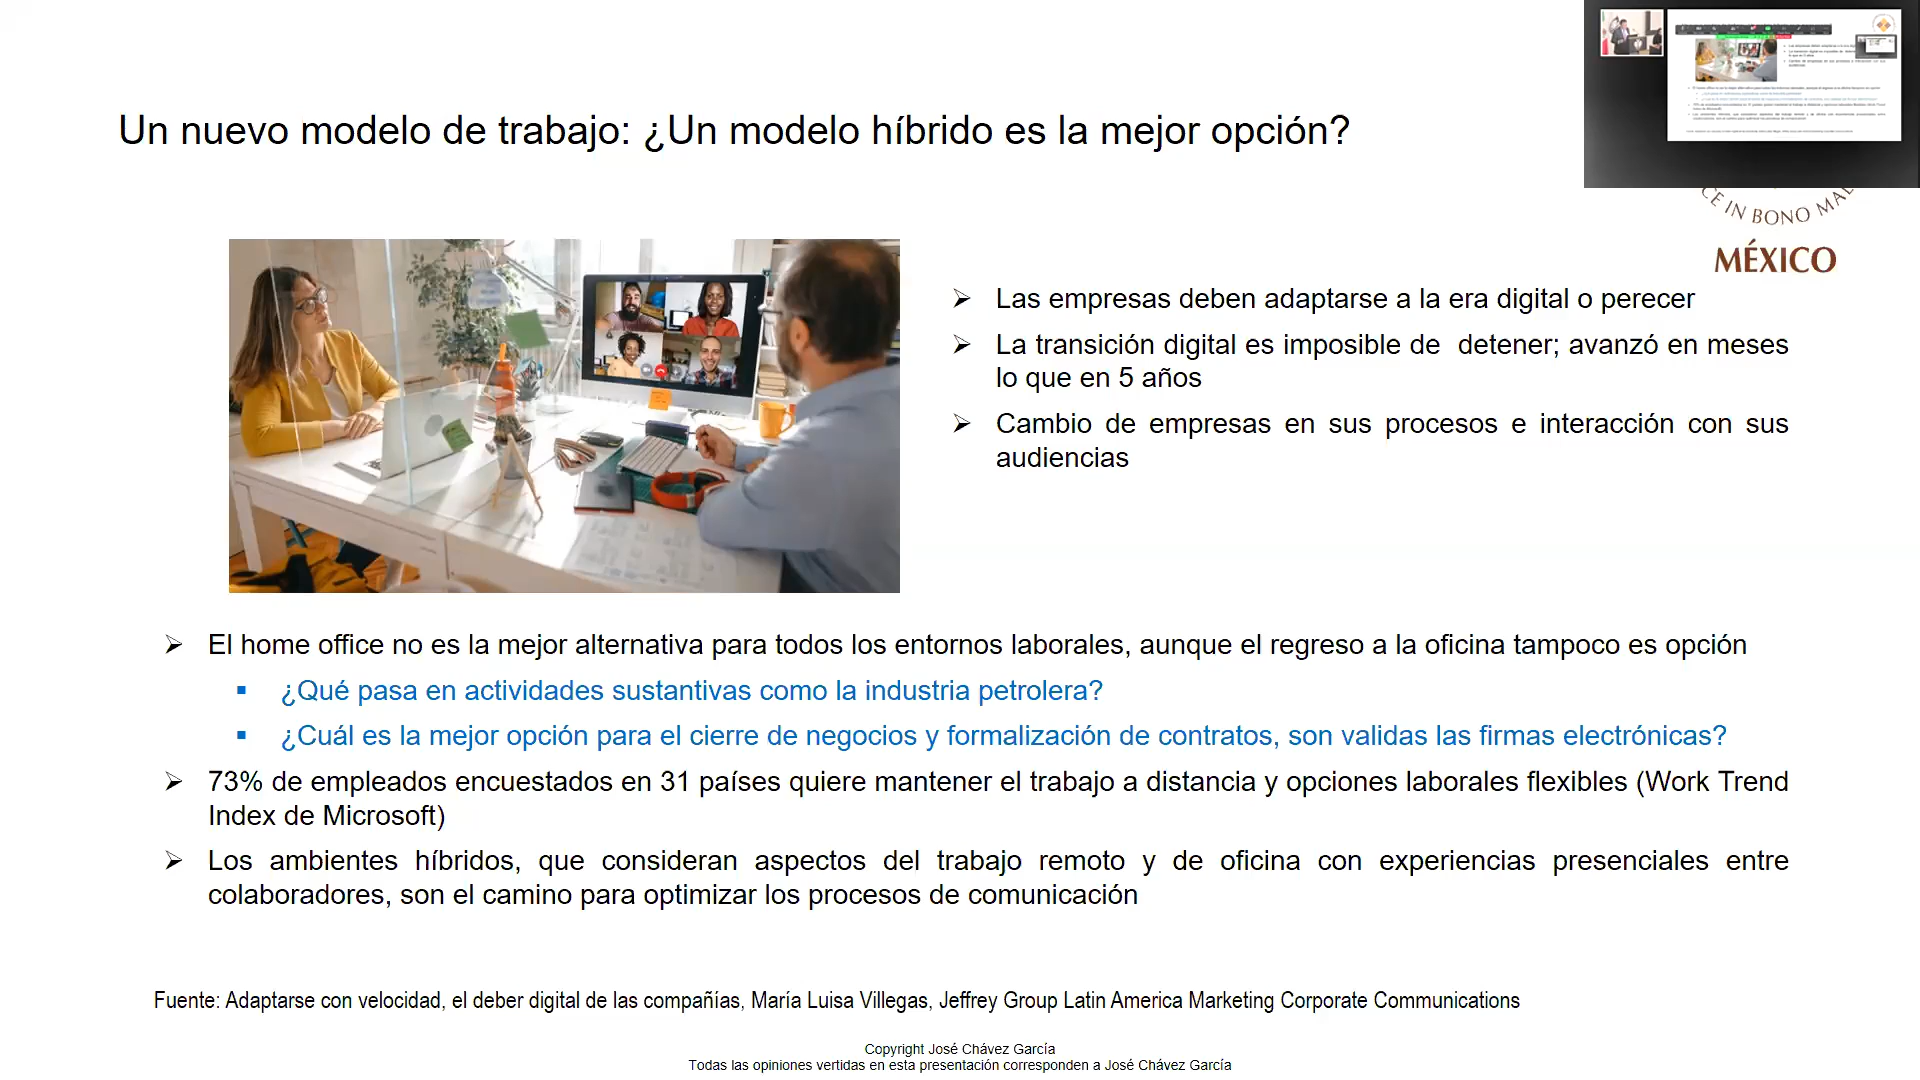 Un nuevo modelo de trabajo: ¿Un modelo híbrido es la mejor opción?
CE IN BONO MAL
MÉXICO
➢ Las empresas deben adaptarse a la era digital o perecer
➢ La transición digital es imposible de  detener; avanzó en meses
lo que en 5 años
➢ Cambio de empresas en sus procesos e interacción con sus
audiencias
➢ El home office no es la mejor alternativa para todos los entornos laborales, aunque el regreso a la oficina tampoco es opción
▪ ¿Qué pasa en actividades sustantivas como la industria petrolera?
▪ ¿Cuál es la mejor opción para el cierre de negocios y formalización de contratos, son validas las firmas electrónicas?
➢ 73% de empleados encuestados en 31 países quiere mantener el trabajo a distancia y opciones laborales flexibles (Work Trend
Index de Microsoft)
➢ Los ambientes híbridos, que consideran aspectos del trabajo remoto y de oficina con experiencias presenciales entre
colaboradores, son el camino para optimizar los procesos de comunicación
Fuente: Adaptarse con velocidad, el deber digital de las compañías, María Luisa Villegas, Jeffrey Group Latin America Marketing Corporate Communications
Copyright José Chávez García
Todas las opiniones vertidas en esta presentación corresponden a José Chávez García